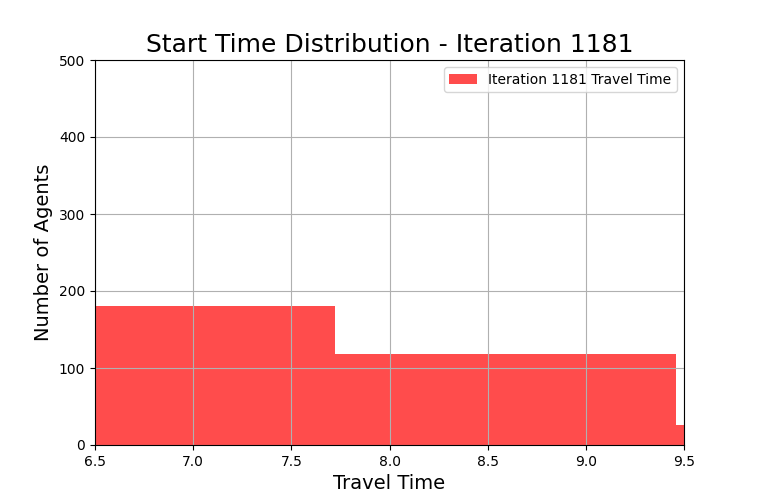 Start Time Distribution - Iteration 1181
Iteration 1181 Travel Time
Number of Agents
500
400
300
200
100
0
6.5 7.0 7.5 8.0 8.5 9.0 9.5
Travel Time